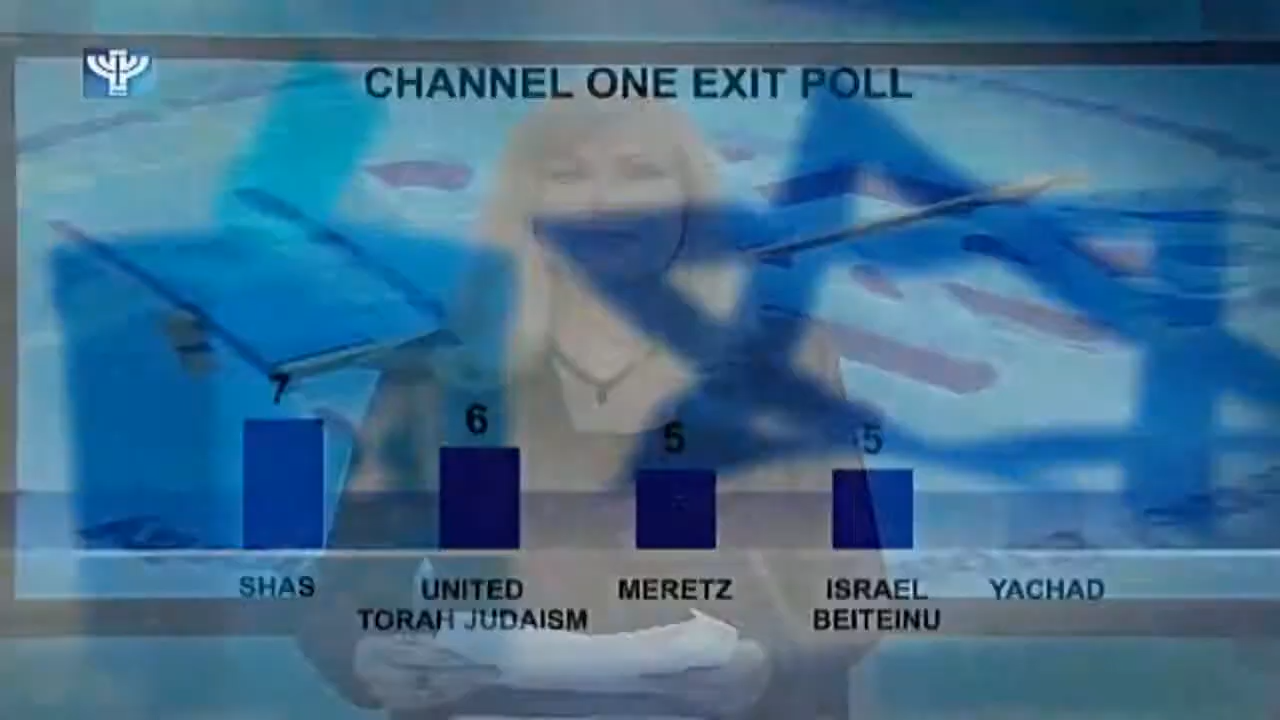 CHANNEL ONE EXIT POLL
7
6
5
5
SHAS
UNITED
TORAH JUDAISM
MERETZ
ISRAEL
BEITEINU
YACHAD